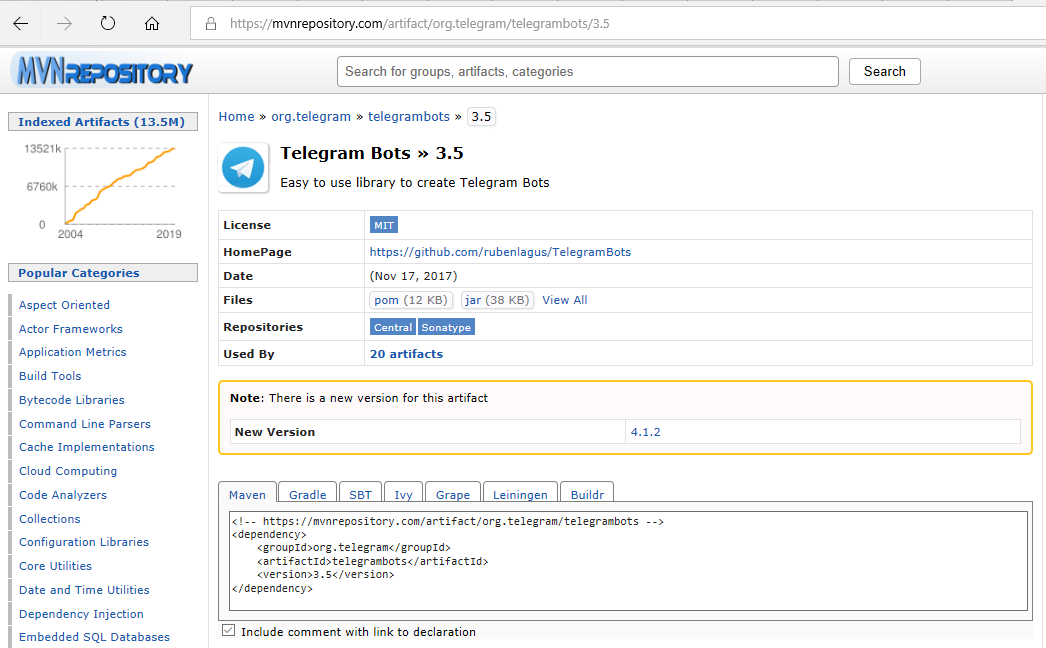 https://mvnrepository.com/artifact/org.telegram/telegrambots/3.5
MVNREPOSITORY
Search for groups, artifacts, categories
Search
Indexed Artifacts (13.5M)
13521k
6760k
0
2004 2019
Popular Categories
Aspect Oriented
Actor Frameworks
Application Metrics
Build Tools
Bytecode Libraries
Command Line Parsers
Cache Implementations
Cloud Computing
Code Analyzers
Collections
Configuration Libraries
Core Utilities
Date and Time Utilities
Dependency Injection
Embedded SQL Databases
Home » org.telegram » telegrambots » 3.5
Telegram Bots » 3.5
Easy to use library to create Telegram Bots
License MIT
HomePage https://github.com/rubenlagus/TelegramBots
Date (Nov 17, 2017)
Files pom (12 KB) jar (38 KB) View All
Repositories Central Sonatype
Used By 20 artifacts
Note: There is a new version for this artifact
New Version 4.1.2
Maven Gradle SBT Ivy Grape Leiningen Buildr
<!-- https://mvnrepository.com/artifact/org.telegram/telegrambots -->
<dependency>
    <groupId>org.telegram</groupId>
    <artifactId>telegrambots</artifactId>
    <version>3.5</version>
</dependency>
Include comment with link to declaration